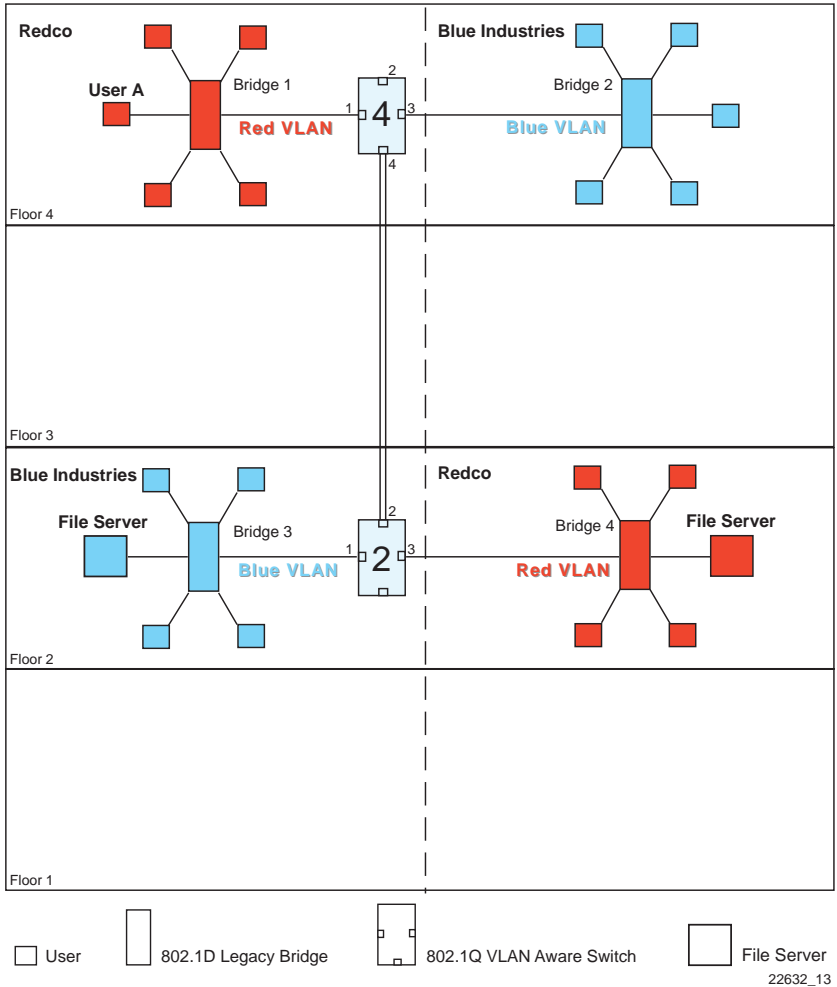 Redco
Blue Industries
User A
Bridge 1
2
Bridge 2
1
4
3
Red VLAN
Blue VLAN
4
Floor 4
Floor 3
Blue Industries
Redco
File Server
Bridge 3
2
Bridge 4
File Server
1
2
3
Blue VLAN
Red VLAN
Floor 2
Floor 1
User
802.1D Legacy Bridge
802.1Q VLAN Aware Switch
File Server
22632_13